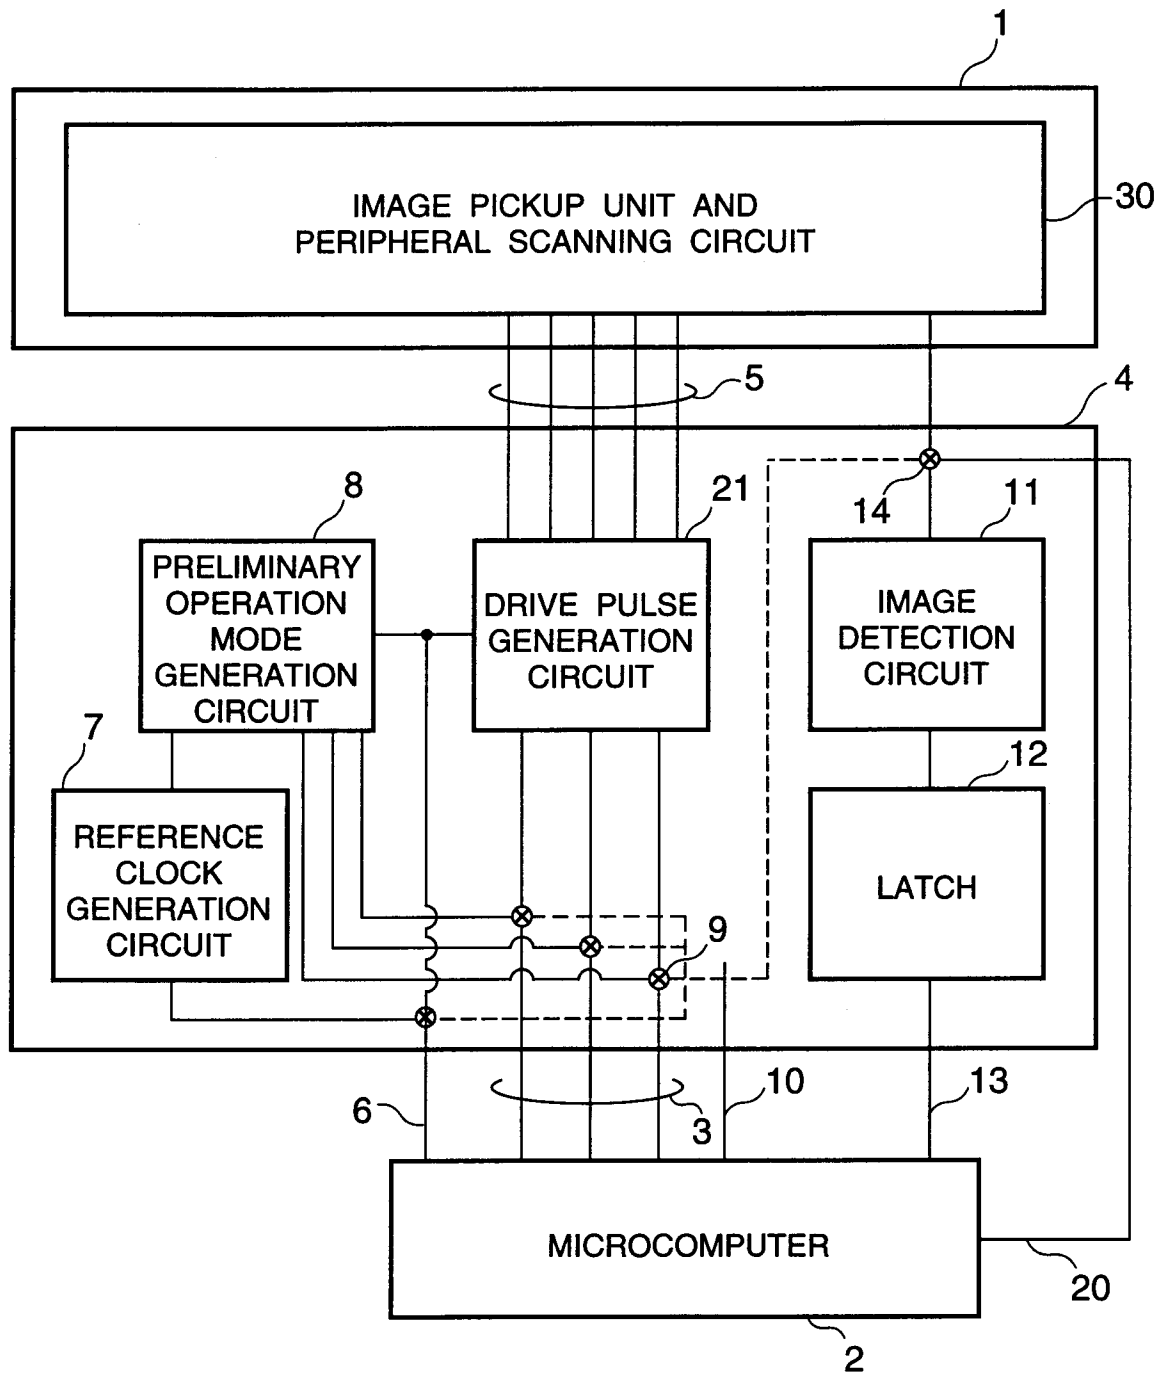 1
IMAGE PICKUP UNIT AND
PERIPHERAL SCANNING CIRCUIT
30
5
4
14
8
21
11
PRELIMINARY
OPERATION
MODE
GENERATION
CIRCUIT
DRIVE PULSE
GENERATION
CIRCUIT
IMAGE
DETECTION
CIRCUIT
7
12
REFERENCE
CLOCK
GENERATION
CIRCUIT
LATCH
9
6
3
10
13
MICROCOMPUTER
20
2